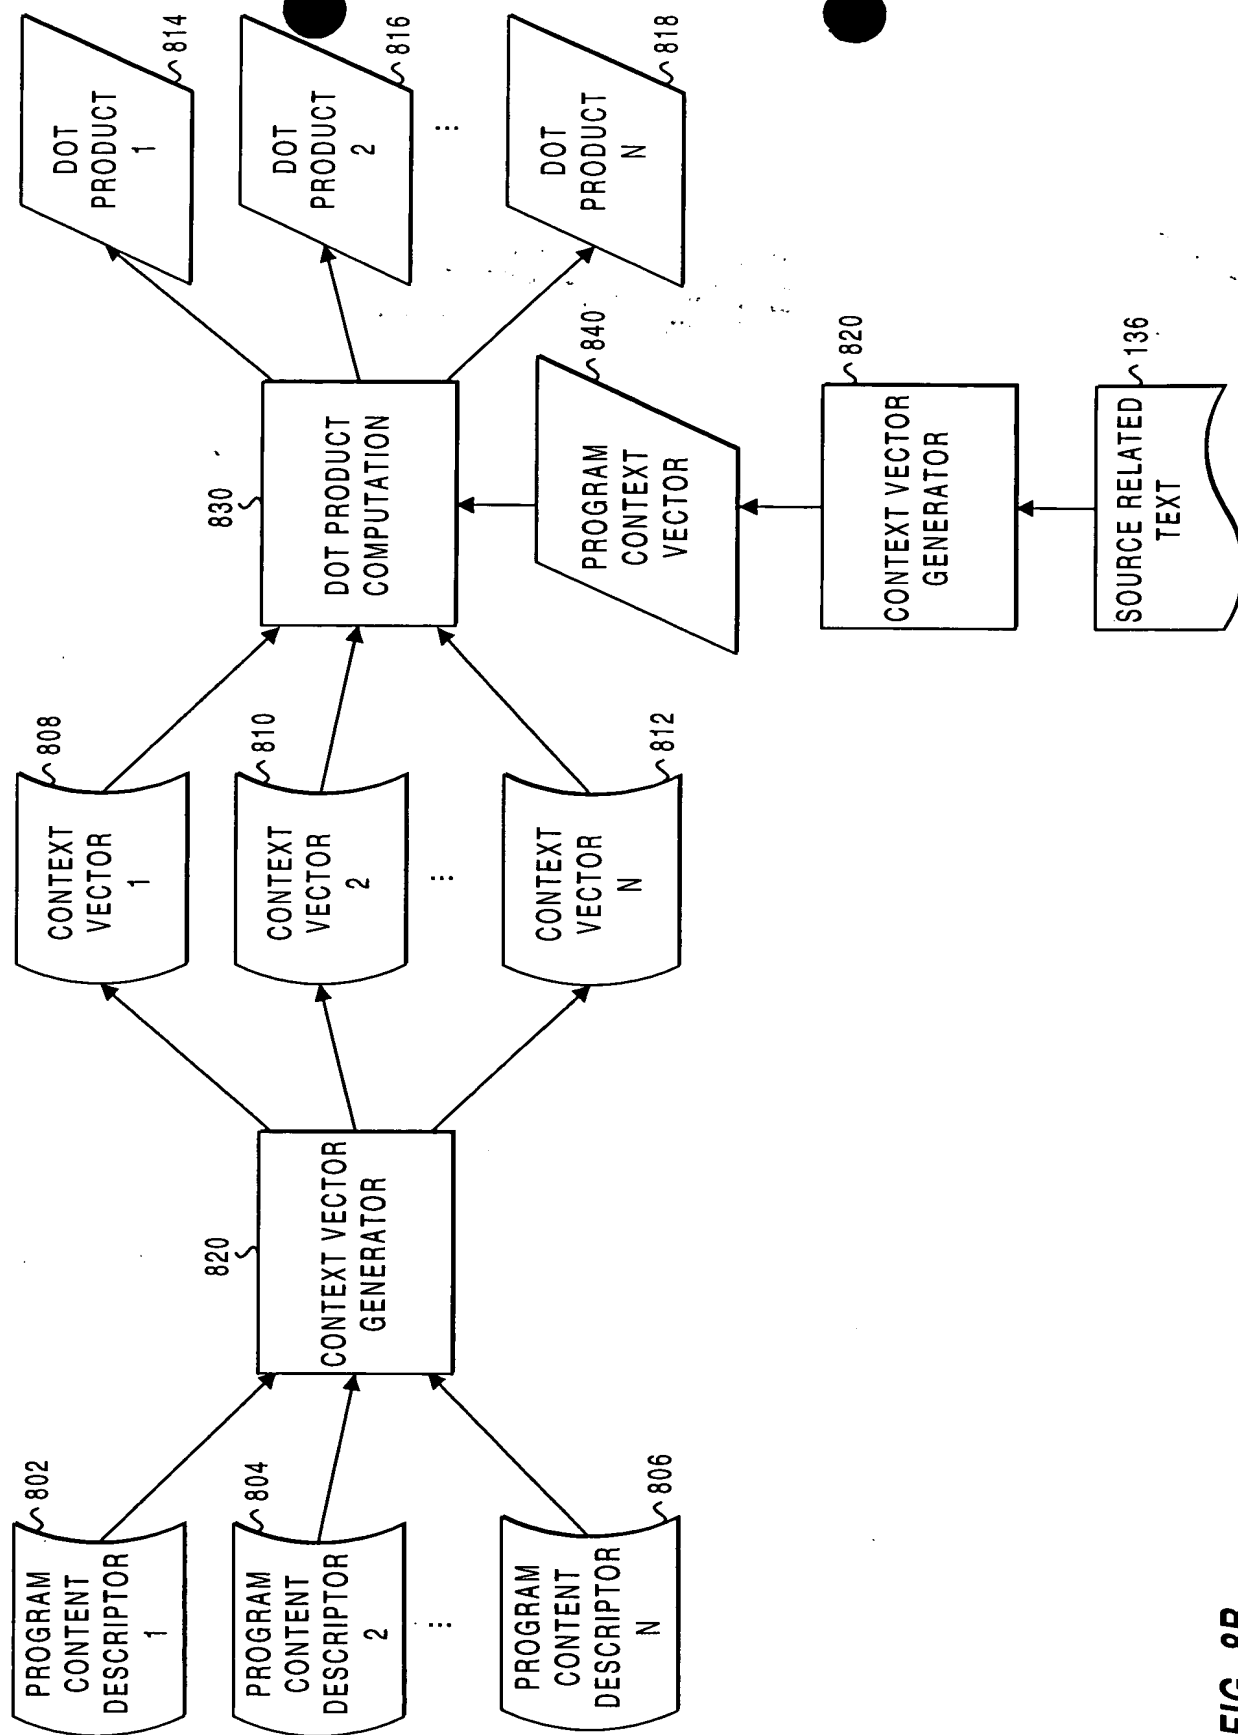 802
PROGRAM
CONTENT
DESCRIPTOR
1
804
PROGRAM
CONTENT
DESCRIPTOR
2
...
806
PROGRAM
CONTENT
DESCRIPTOR
N
820
CONTEXT VECTOR
GENERATOR
808
CONTEXT
VECTOR
1
810
CONTEXT
VECTOR
2
...
812
CONTEXT
VECTOR
N
830
DOT PRODUCT
COMPUTATION
814
DOT
PRODUCT
1
816
DOT
PRODUCT
2
...
818
DOT
PRODUCT
N
840
PROGRAM
CONTEXT
VECTOR
820
CONTEXT VECTOR
GENERATOR
136
SOURCE RELATED
TEXT
FIG. 8B